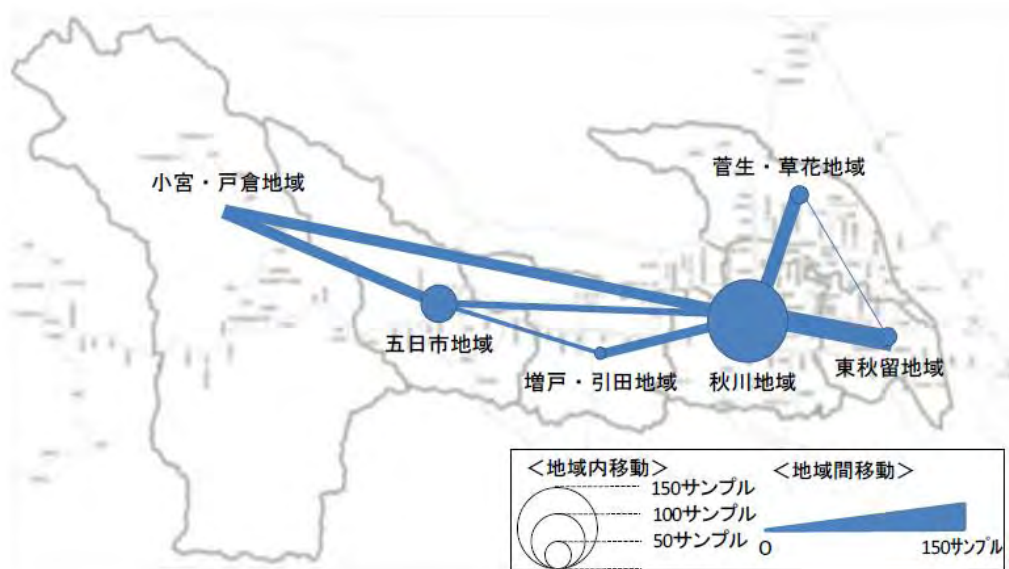 菅生・草花地域
小宮・戸倉地域
五日市地域
増戸・引田地域
秋川地域
東秋留地域
＜地域内移動＞
150サンプル
100サンプル
50サンプル
＜地域間移動＞
0
150サンプル